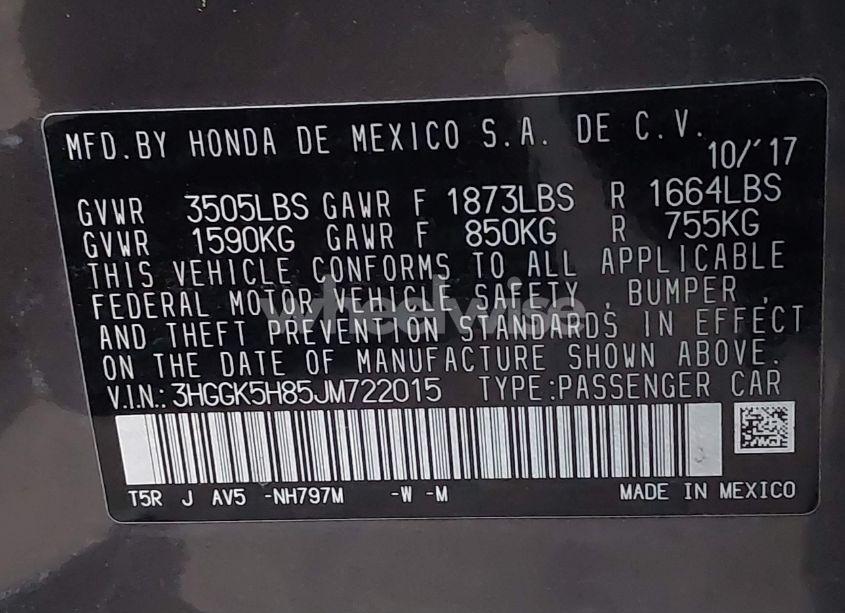 MFD. BY HONDA DE MEXICO S.A. DE C.V.
10/'17
GVWR 3505LBS GAWR F 1873LBS R 1664LBS
GVWR 1590KG GAWR F 850KG R 755KG
THIS VEHICLE CONFORMS TO ALL APPLICABLE
FEDERAL MOTOR VEHICLE SAFETY, BUMPER,
AND THEFT PREVENTION STANDARDS IN EFFECT
ON THE DATE OF MANUFACTURE SHOWN ABOVE.
V.I.N.: 3HGGK5H85JM722015 TYPE:PASSENGER CAR
T5R J AV5 -NH797M -W -M MADE IN MEXICO
wheelwise